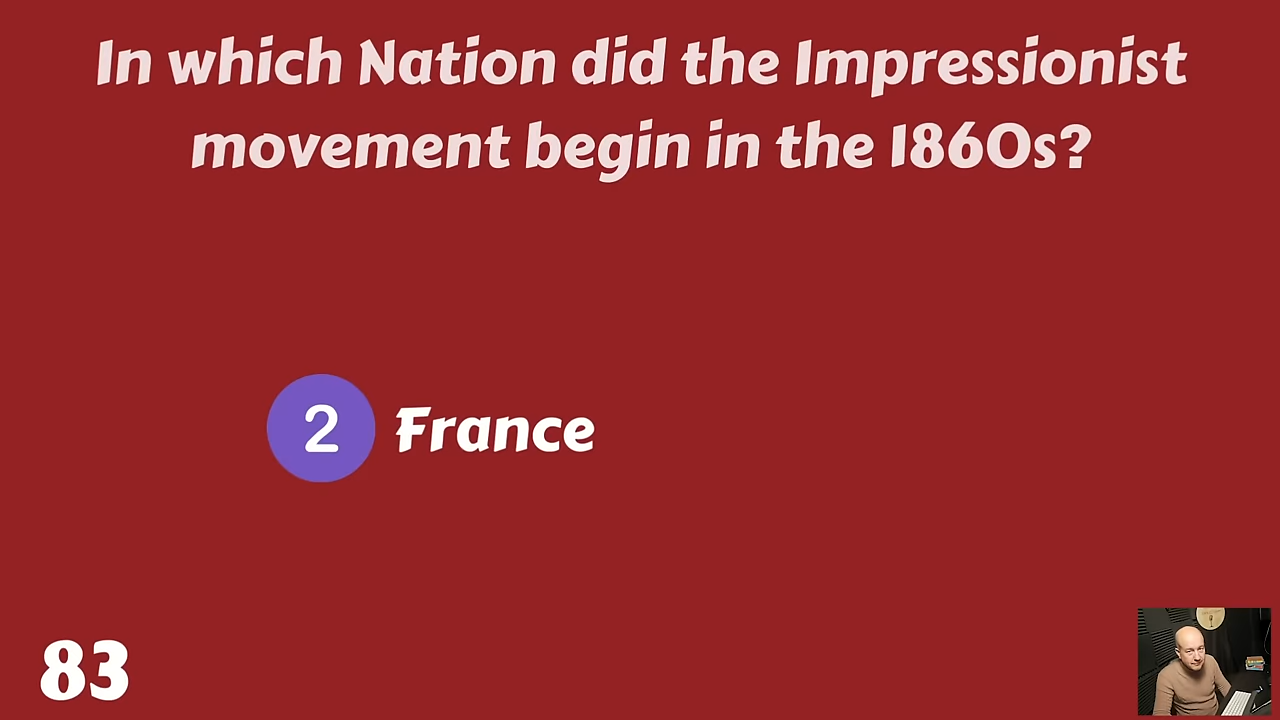 In which Nation did the Impressionist
movement begin in the 1860s?
2 France
83